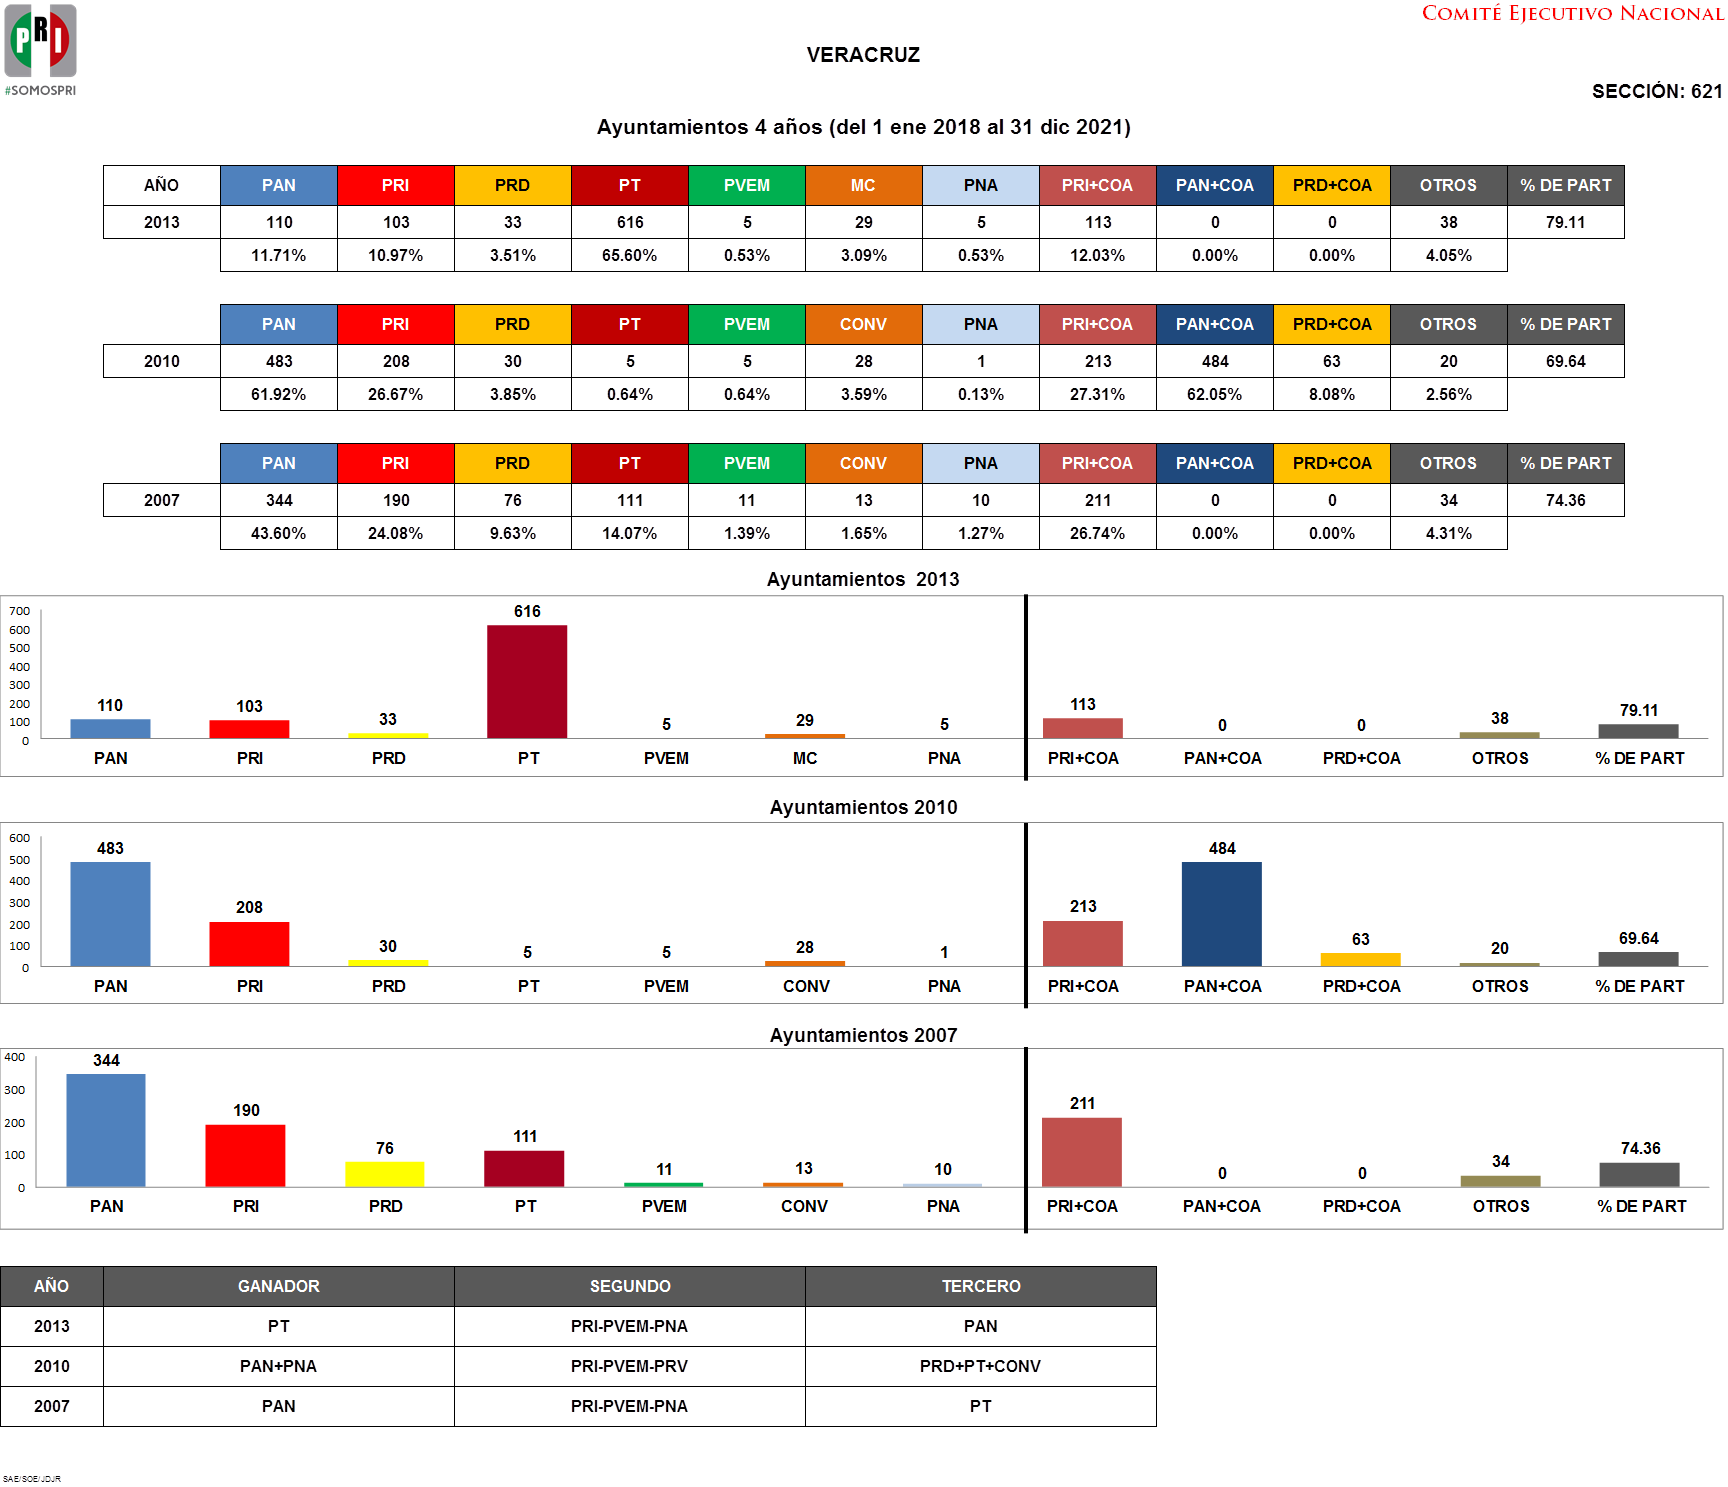 PRI
#SOMOSPRI
COMITÉ EJECUTIVO NACIONAL
VERACRUZ
SECCIÓN: 621
Ayuntamientos 4 años (del 1 ene 2018 al 31 dic 2021)
AÑO PAN PRI PRD PT PVEM MC PNA PRI+COA PAN+COA PRD+COA OTROS % DE PART
2013 110 103 33 616 5 29 5 113 0 0 38 79.11
11.71% 10.97% 3.51% 65.60% 0.53% 3.09% 0.53% 12.03% 0.00% 0.00% 4.05%
PAN PRI PRD PT PVEM CONV PNA PRI+COA PAN+COA PRD+COA OTROS % DE PART
2010 483 208 30 5 5 28 1 213 484 63 20 69.64
61.92% 26.67% 3.85% 0.64% 0.64% 3.59% 0.13% 27.31% 62.05% 8.08% 2.56%
PAN PRI PRD PT PVEM CONV PNA PRI+COA PAN+COA PRD+COA OTROS % DE PART
2007 344 190 76 111 11 13 10 211 0 0 34 74.36
43.60% 24.08% 9.63% 14.07% 1.39% 1.65% 1.27% 26.74% 0.00% 0.00% 4.31%
Ayuntamientos 2013
700
600
500
400
300
200
100
0
110 103 33 616 5 29 5 113 0 0 38 79.11
PAN PRI PRD PT PVEM MC PNA PRI+COA PAN+COA PRD+COA OTROS % DE PART
Ayuntamientos 2010
600
500
400
300
200
100
0
483 208 30 5 5 28 1 213 484 63 20 69.64
PAN PRI PRD PT PVEM CONV PNA PRI+COA PAN+COA PRD+COA OTROS % DE PART
Ayuntamientos 2007
400
300
200
100
0
344 190 76 111 11 13 10 211 0 0 34 74.36
PAN PRI PRD PT PVEM CONV PNA PRI+COA PAN+COA PRD+COA OTROS % DE PART
AÑO GANADOR SEGUNDO TERCERO
2013 PT PRI-PVEM-PNA PAN
2010 PAN+PNA PRI-PVEM-PRV PRD+PT+CONV
2007 PAN PRI-PVEM-PNA PT
SAE/SOE/JDJR